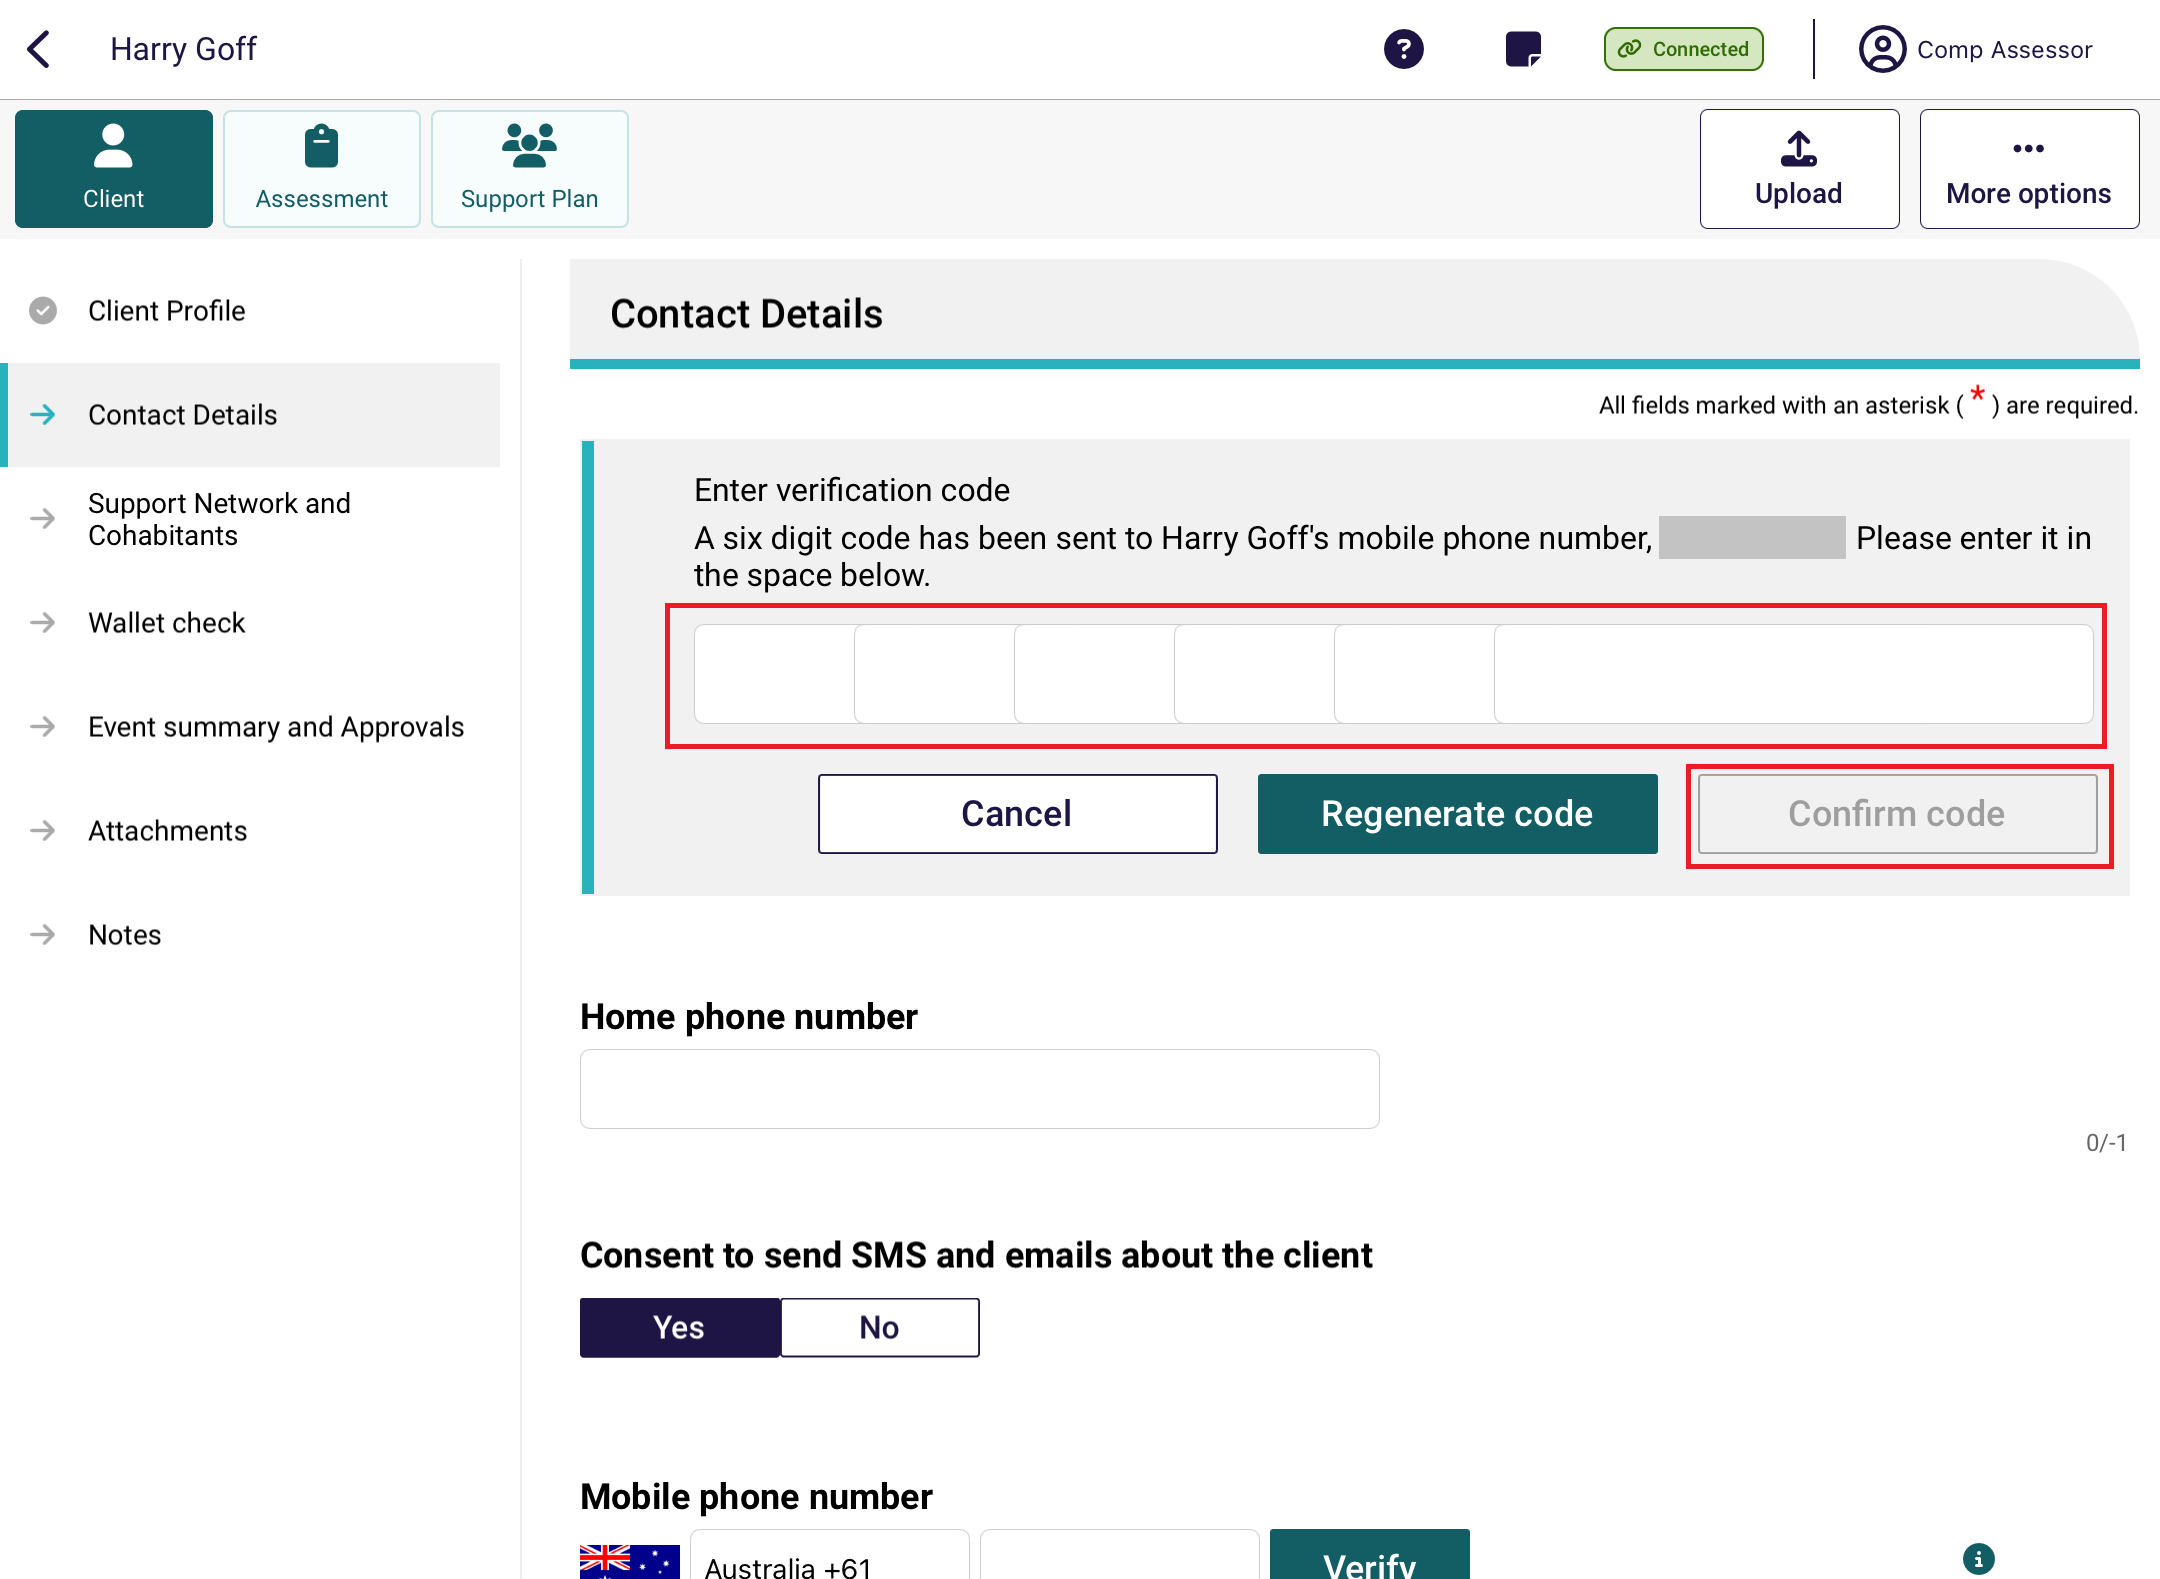 Harry Goff
?
Connected
Comp Assessor
Client
Assessment
Support Plan
Upload
More options
Client Profile
Contact Details
Support Network and
Cohabitants
Wallet check
Event summary and Approvals
Attachments
Notes
Contact Details
All fields marked with an asterisk ( * ) are required.
Enter verification code
A six digit code has been sent to Harry Goff's mobile phone number, Please enter it in
the space below.
Cancel
Regenerate code
Confirm code
Home phone number
0/-1
Consent to send SMS and emails about the client
Yes
No
Mobile phone number
Australia +61
Verify
i